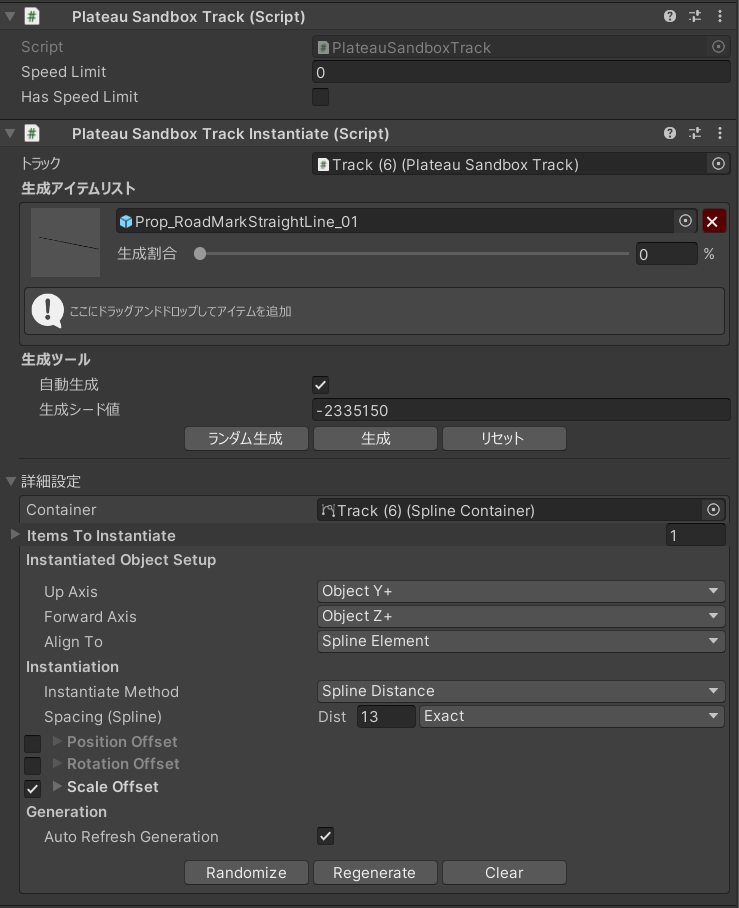 Plateau Sandbox Track (Script)
Script PlateauSandboxTrack
Speed Limit 0
Has Speed Limit
Plateau Sandbox Track Instantiate (Script)
トラック Track (6) (Plateau Sandbox Track)
生成アイテムリスト
Prop_RoadMarkStraightLine_01
生成割合 0 %
ここにドラッグアンドドロップしてアイテムを追加
生成ツール
自動生成
生成シード値 -2335150
ランダム生成 生成 リセット
詳細設定
Container Track (6) (Spline Container)
Items To Instantiate 1
Instantiated Object Setup
Up Axis Object Y+
Forward Axis Object Z+
Align To Spline Element
Instantiation
Instantiate Method Spline Distance
Spacing (Spline) Dist 13 Exact
Position Offset
Rotation Offset
Scale Offset
Generation
Auto Refresh Generation
Randomize Regenerate Clear